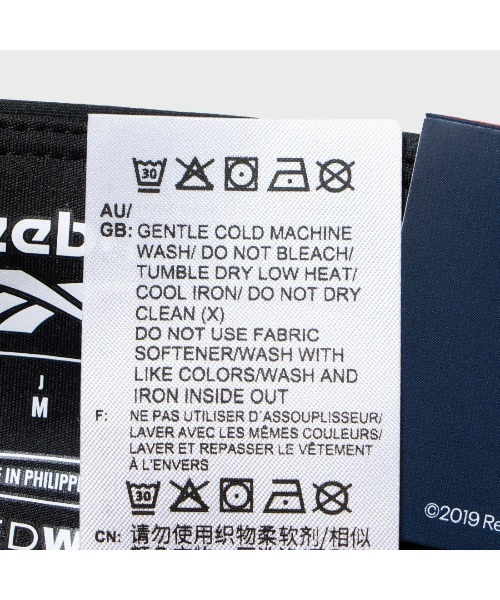 30
AU/
GB: GENTLE COLD MACHINE
WASH/ DO NOT BLEACH/
TUMBLE DRY LOW HEAT/
COOL IRON/ DO NOT DRY
CLEAN (X)
DO NOT USE FABRIC
SOFTENER/WASH WITH
LIKE COLORS/WASH AND
IRON INSIDE OUT
F: NE PAS UTILISER D'ASSOUPLISSEUR/
LAVER AVEC LES MÊMES COULEURS/
LAVER ET REPASSER LE VÊTEMENT
À L'ENVERS
30
CN: 请勿使用织物柔软剂/相似
zeb
J
M
IN PHILIPP
EDW
©2019 Re